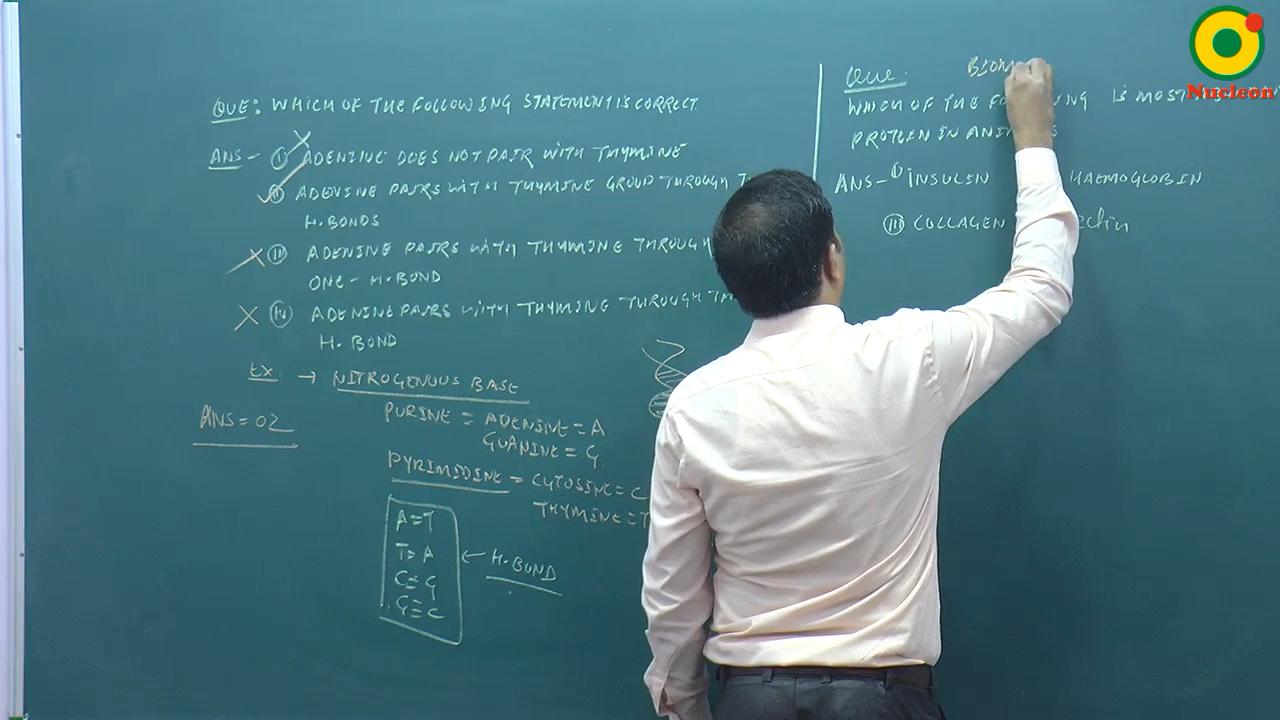 QUE: WHICH OF THE FOLLOWING STATEMENT IS CORRECT
ANS - (I) ADENINE DOES NOT PAIR WITH THYMINE
(II) ADENINE PAIRS WITH THYMINE GROUP THROUGH
H. BONDS
(III) ADENINE PAIRS WITH THYMINE THROUGH
ONE - H. BOND
(IV) ADENINE PAIRS WITH THYMINE THROUGH
H. BOND
EX → NITROGENOUS BASE
PURINE = ADENINE = A
GUANINE = G
PYRIMIDINE = CYTOSINE = C
THYMINE = T
ANS = 02
A=T
T=A
C≡G
G≡C
← H. BOND
Que.
WHICH OF THE IS MOST
PROTEIN IN
ANS - (I) INSULIN HAEMOGLOBIN
(III) COLLAGEN
Nucleon